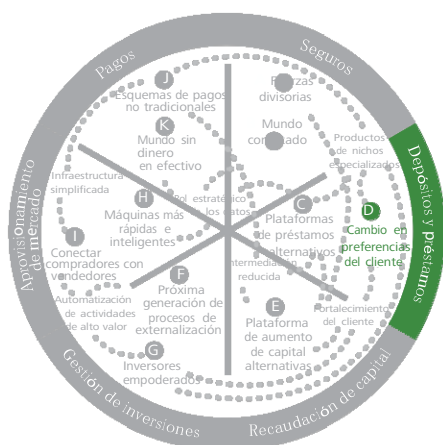 Pagos
Seguros
Depósitos y préstamos
Recaudación de capital
Gestión de inversiones
Aprovisionamiento
de mercado
J
Esquemas de pagos
no tradicionales
K
Mundo sin
dinero
en efectivo
Fuerzas
divisorias
Mundo
Productos
de nichos
especializados
Infraestructura
simplificada
H
Máquinas más
rápidas e
inteligentes
Rol estratégico
los datos
C
Plataformas
de préstamos
alternativos
D
Cambio en
preferencias
del cliente
I
Conectar
compradores con
vendedores
F
Próxima
generación de
procesos de
externalización
Intermediación
reducida
Automatización
de actividades
de alto valor
E
Plataforma
de aumento
de capital
alternativas
Fortalecimiento
del cliente
G
Inversores
empoderados